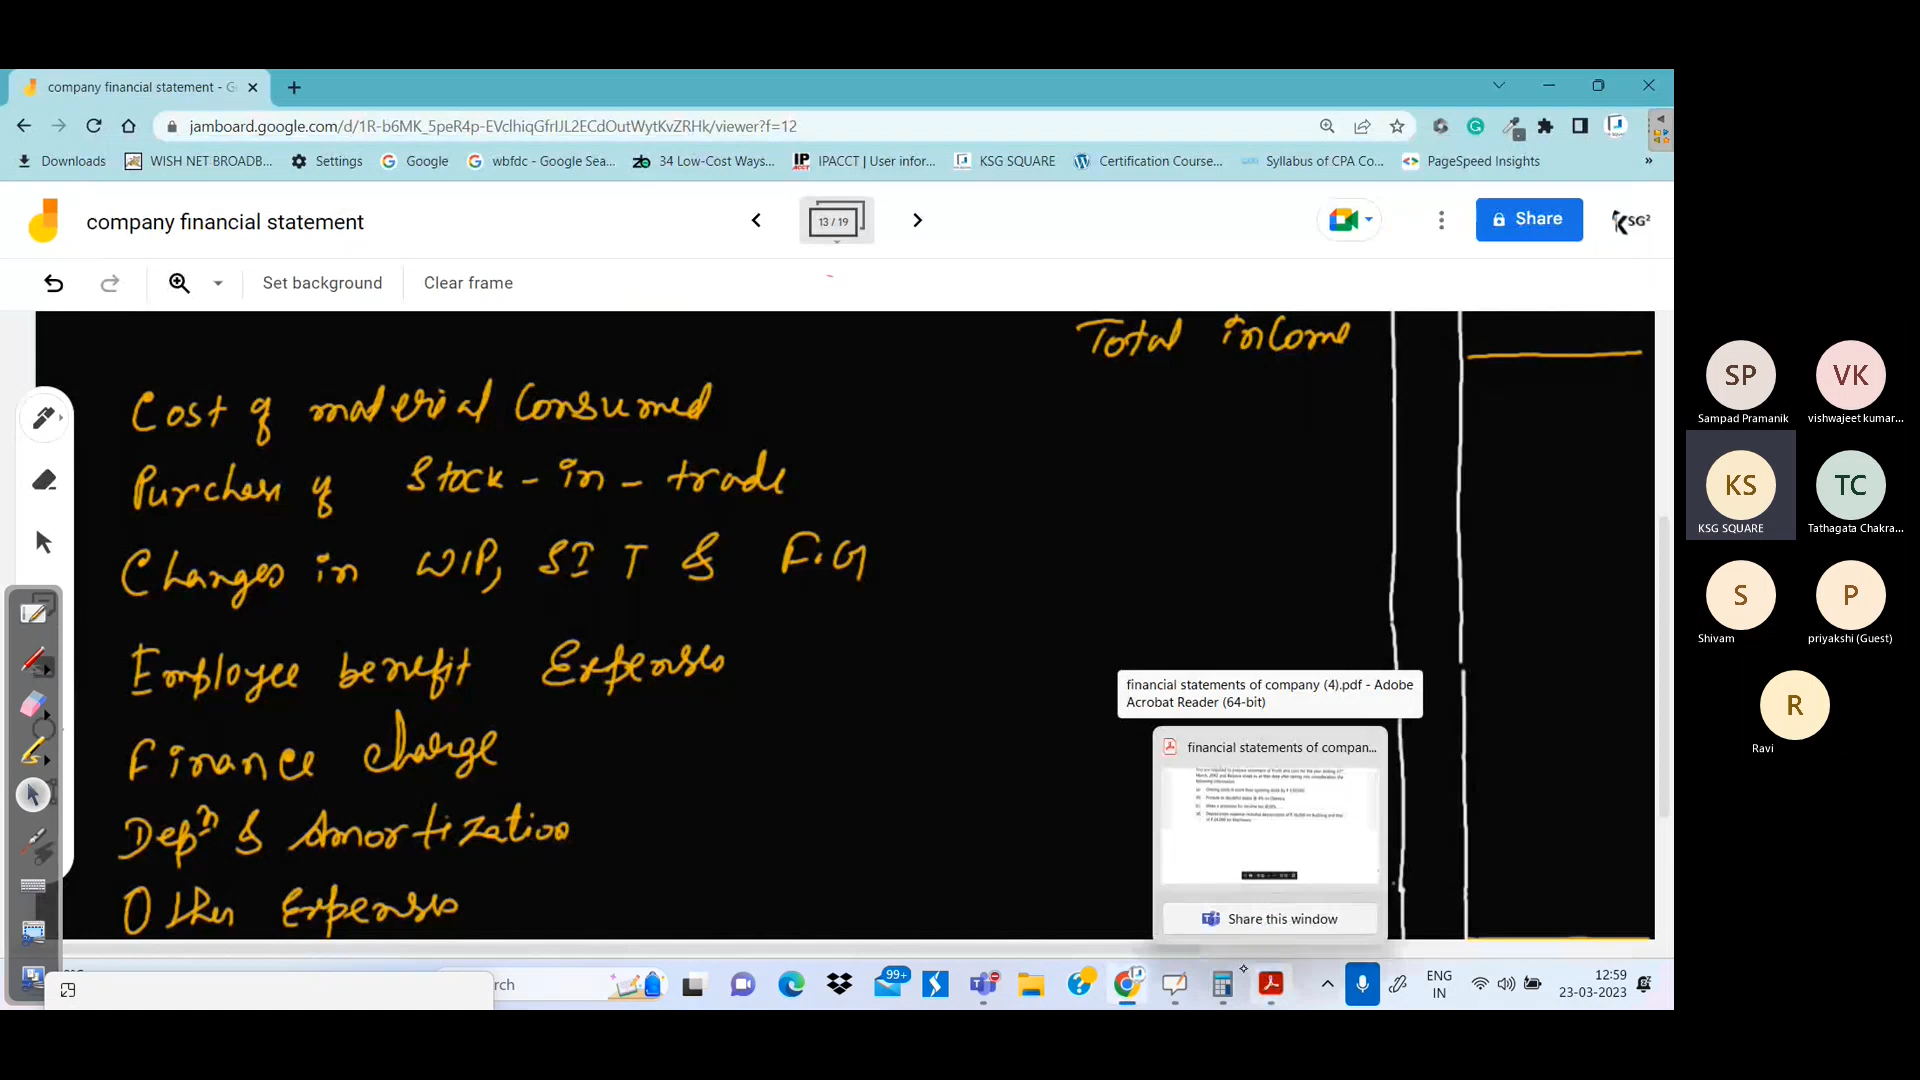 company financial statement - G
jamboard.google.com/d/1R-b6MK_5peR4p-EVclhiqGfrIJL2ECdOutWytKvZRHk/viewer?f=12
Downloads WISH NET BROADB... Settings Google wbfdc - Google Sea... 34 Low-Cost Ways... IPACCT | User infor... KSG SQUARE Certification Course... Syllabus of CPA Co... PageSpeed Insights »
company financial statement 13 / 19 Share KSG²
Set background Clear frame
Total income
Cost of material Consumed
Purchase of Stock-in-trade
Changes in WIP, SIT & F.G
Employee benefit Expenses
Finance charge
Depⁿ & Amortization
Other Expenses
financial statements of company (4).pdf - Adobe
Acrobat Reader (64-bit)
financial statements of compan...
Share this window
SP VK
Sampad Pramanik vishwajeet kumar...
KS TC
KSG SQUARE Tathagata Chakra...
S P
Shivam priyakshi (Guest)
R
Ravi
rch 99+ ENG 12:59
IN 23-03-2023